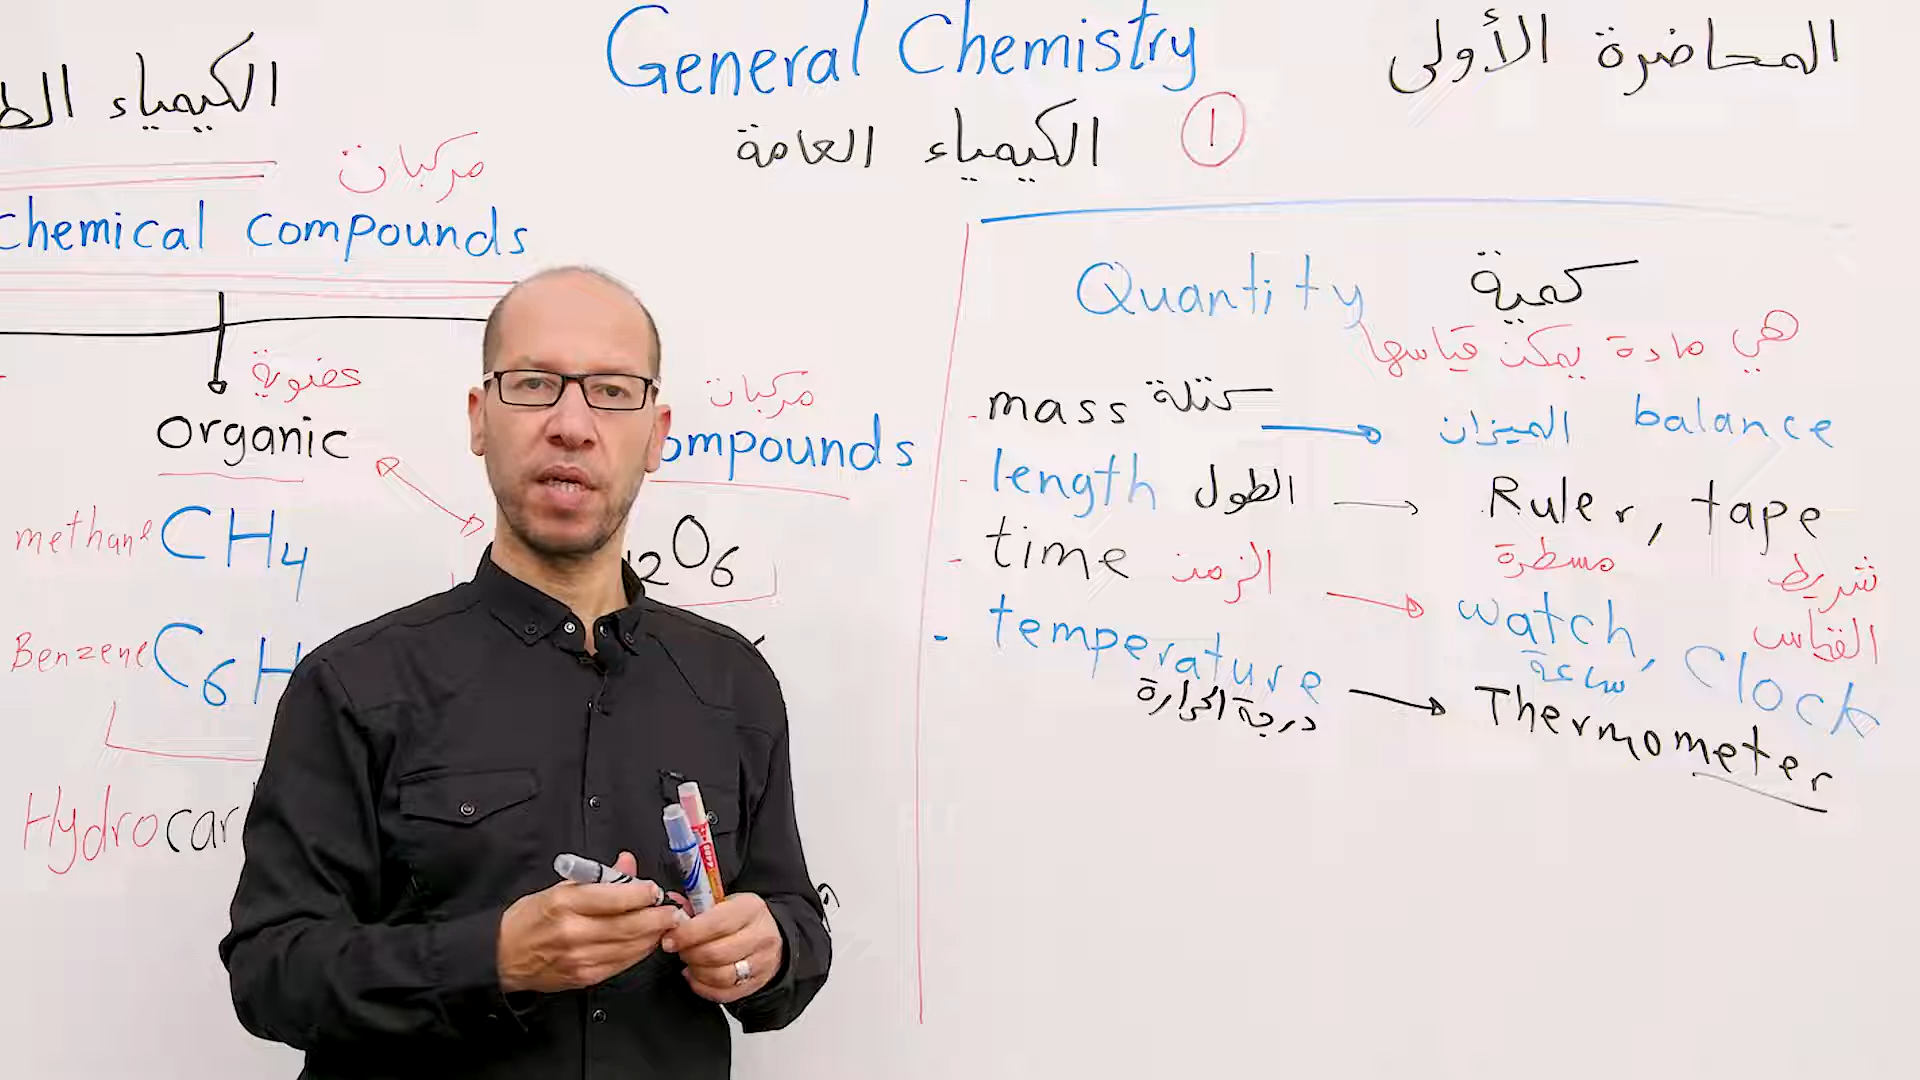 General Chemistry
المحاضرة الأولى
الكيمياء العامة
1
الكيمياء
مركبات
chemical compounds
عضوية
organic
methane CH4
Benzene C6H
Hydrocar
مركبات
ompounds
2O6
Quantity كمية
هي مادة يمكن قياسها
- mass كتلة → الميزان balance
- length الطول → Ruler, tape
مسطرة شريط القياس
- time الزمن → watch, Clock
ساعة
- temperature → Thermometer
درجة الحرارة